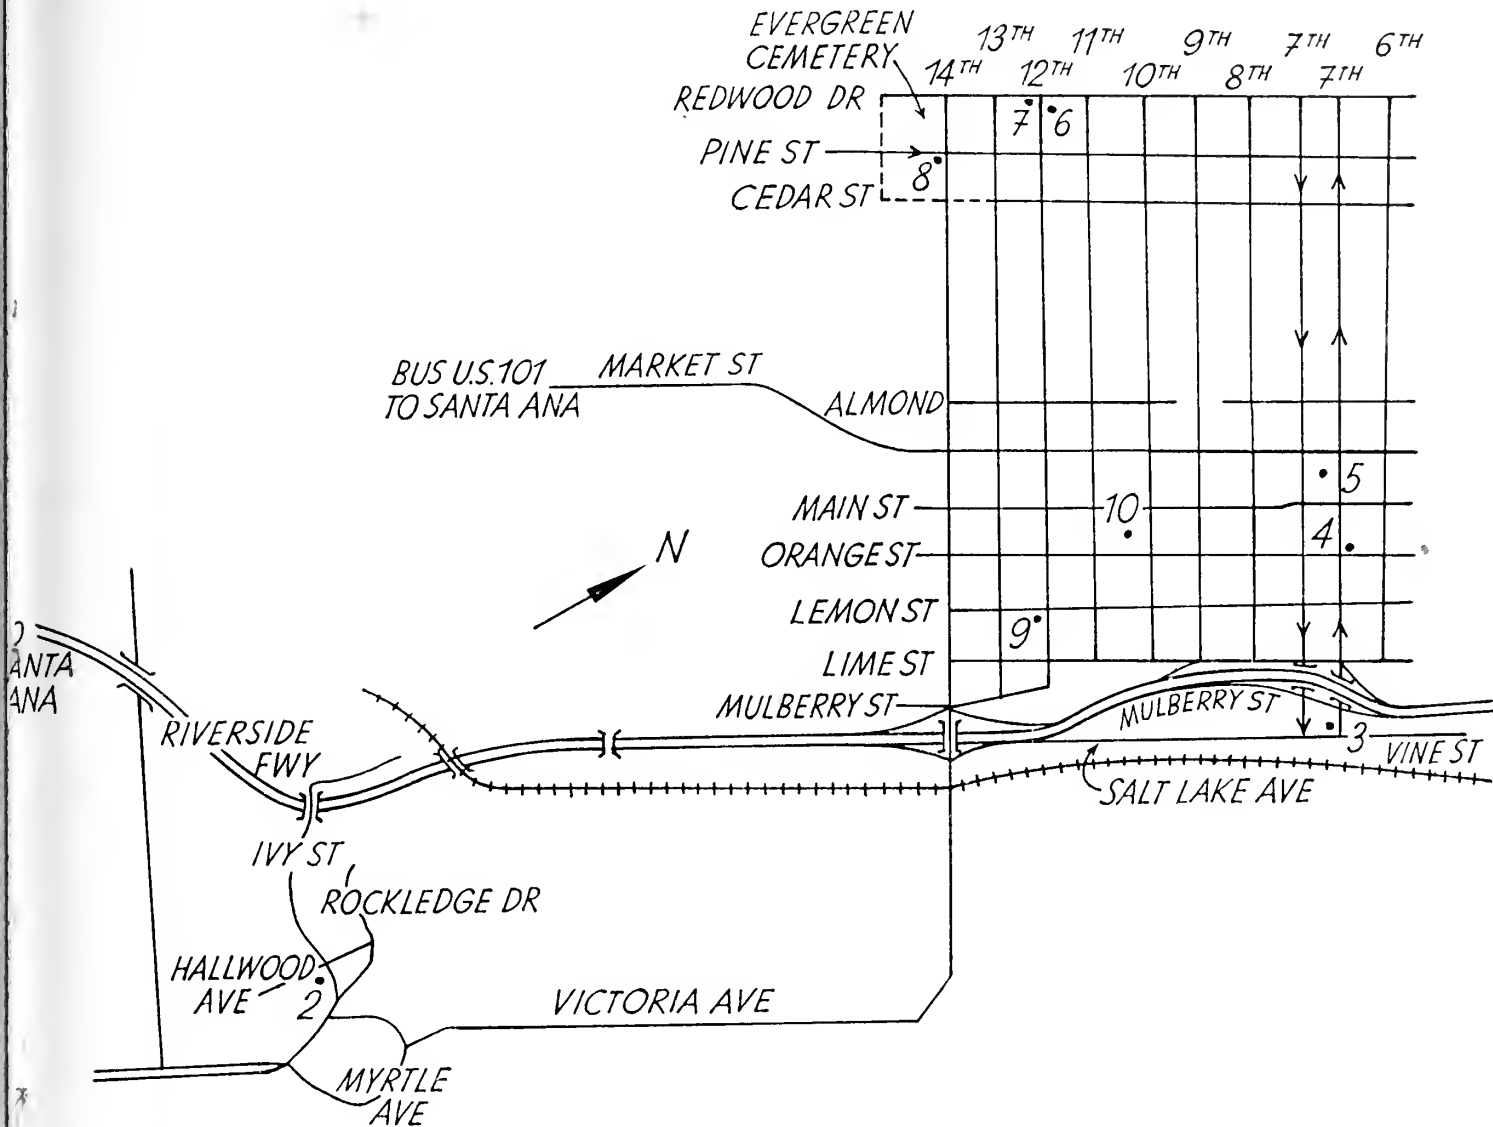 EVERGREEN
CEMETERY
13TH 11TH 9TH 7TH 6TH
14TH 12TH 10TH 8TH 7TH
REDWOOD DR
7 6
PINE ST
8
CEDAR ST
BUS U.S.101
TO SANTA ANA
MARKET ST
ALMOND
5
MAIN ST
10
4
ORANGE ST
N
LEMON ST
9
LIME ST
ANTA
ANA
MULBERRY ST
MULBERRY ST
RIVERSIDE
FWY
3
VINE ST
SALT LAKE AVE
IVY ST
ROCKLEDGE DR
HALLWOOD
AVE
2
VICTORIA AVE
MYRTLE
AVE